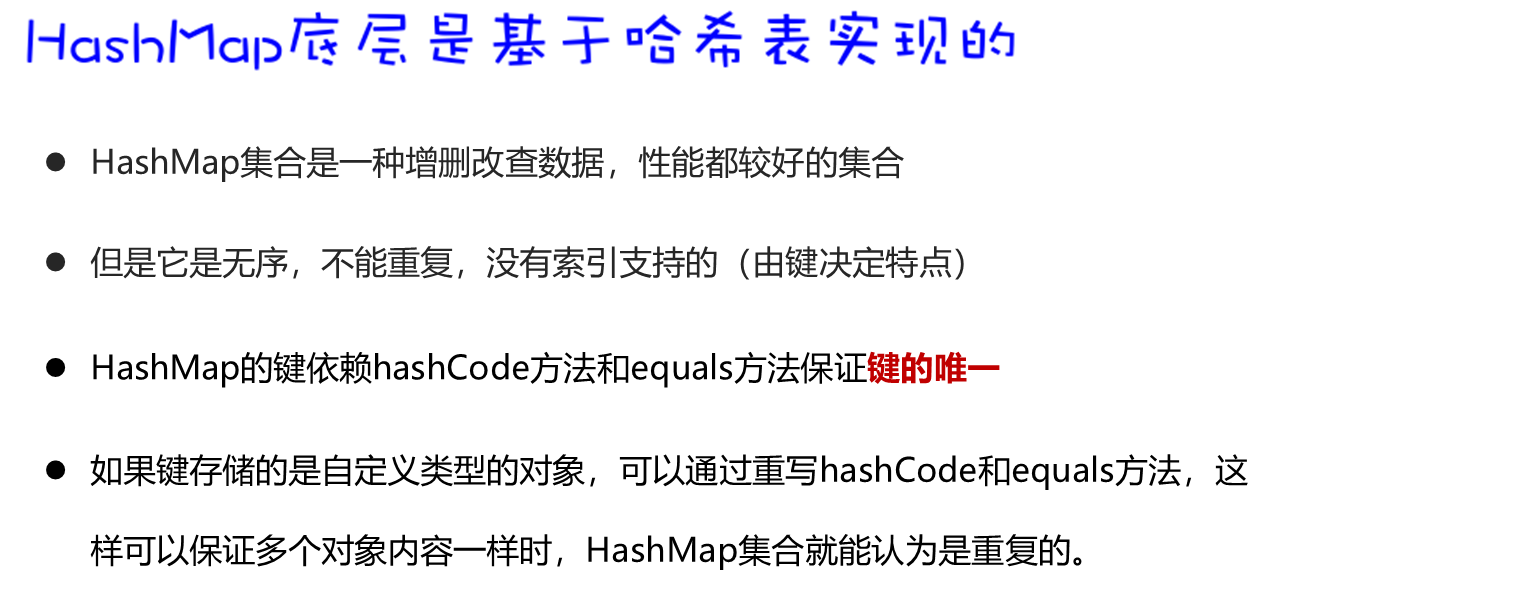 HashMap底层是基于哈希表实现的
● HashMap集合是一种增删改查数据，性能都较好的集合
● 但是它是无序，不能重复，没有索引支持的（由键决定特点）
● HashMap的键依赖hashCode方法和equals方法保证键的唯一
● 如果键存储的是自定义类型的对象，可以通过重写hashCode和equals方法，这
样可以保证多个对象内容一样时，HashMap集合就能认为是重复的。